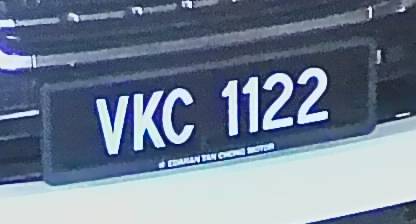 VKC 1122
EDARAN TAN CHONG MOTOR